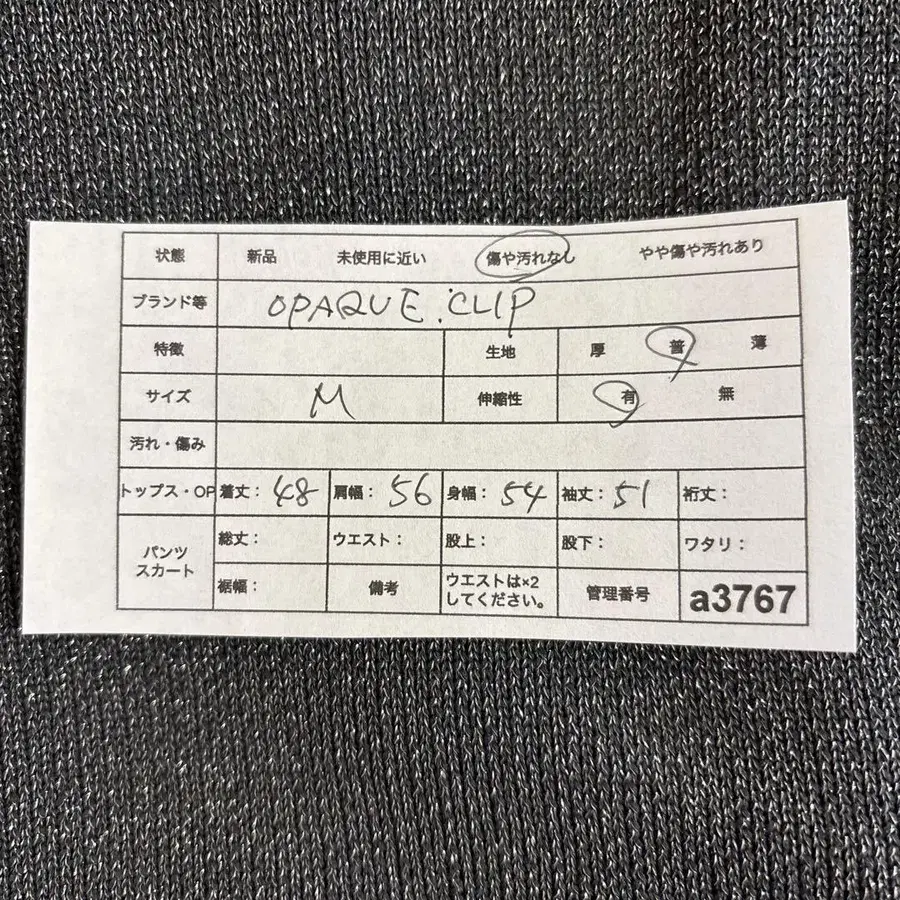 状態 新品 未使用に近い 傷や汚れなし やや傷や汚れあり
ブランド等 OPAQUE.CLIP
特徴 生地 厚 普 薄
サイズ M 伸縮性 有 無
汚れ・傷み
トップス・OP 着丈： 48 肩幅： 56 身幅： 54 袖丈： 51 裄丈：
パンツ スカート 総丈： ウエスト： 股上： 股下： ワタリ：
裾幅： 備考 ウエストは×2 してください。 管理番号 a3767